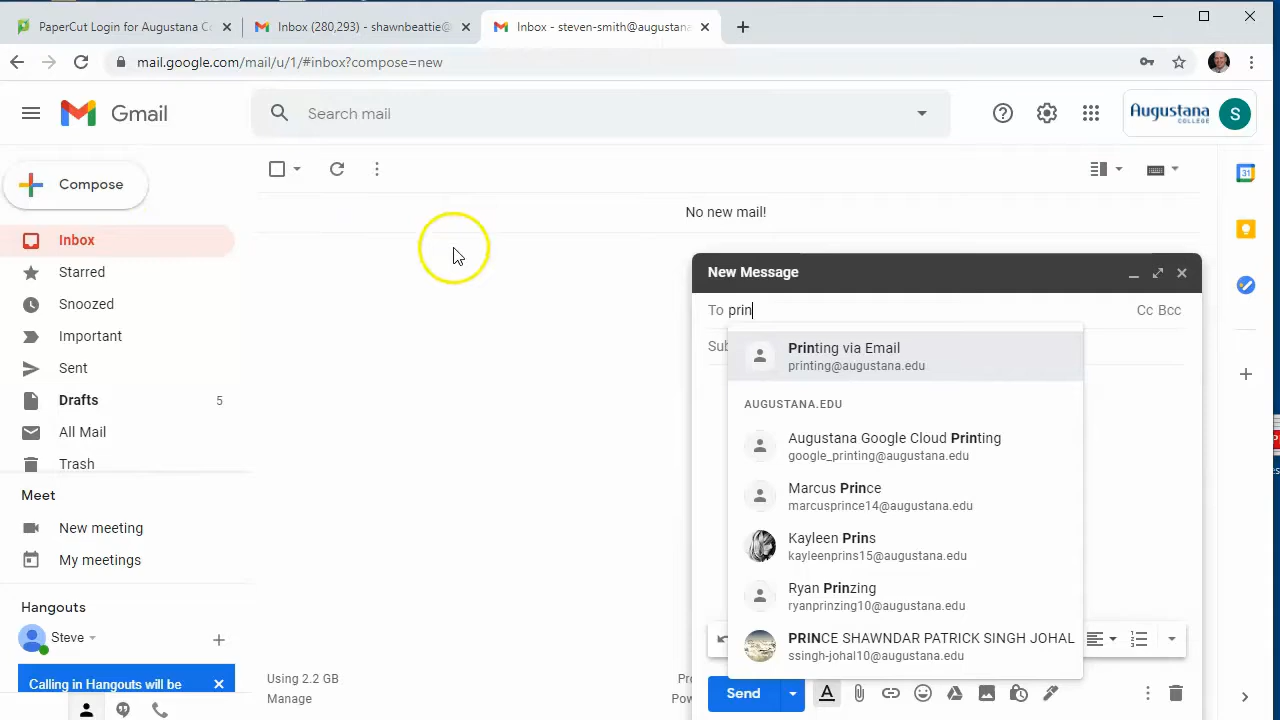 PaperCut Login for Augustana Co
Inbox (280,293) - shawnbeattie@
Inbox - steven-smith@augustana
mail.google.com/mail/u/1/#inbox?compose=new
Gmail
Search mail
Augustana
COLLEGE
S
Compose
No new mail!
Inbox
Starred
Snoozed
Important
Sent
Drafts 5
All Mail
Trash
Meet
New meeting
My meetings
Hangouts
Steve
Calling in Hangouts will be
New Message
To prin
Cc Bcc
Sub
Printing via Email
printing@augustana.edu
AUGUSTANA.EDU
Augustana Google Cloud Printing
google_printing@augustana.edu
Marcus Prince
marcusprince14@augustana.edu
Kayleen Prins
kayleenprins15@augustana.edu
Ryan Prinzing
ryanprinzing10@augustana.edu
PRINCE SHAWNDAR PATRICK SINGH JOHAL
ssingh-johal10@augustana.edu
Using 2.2 GB
Manage
Pro
Pow
Send
31